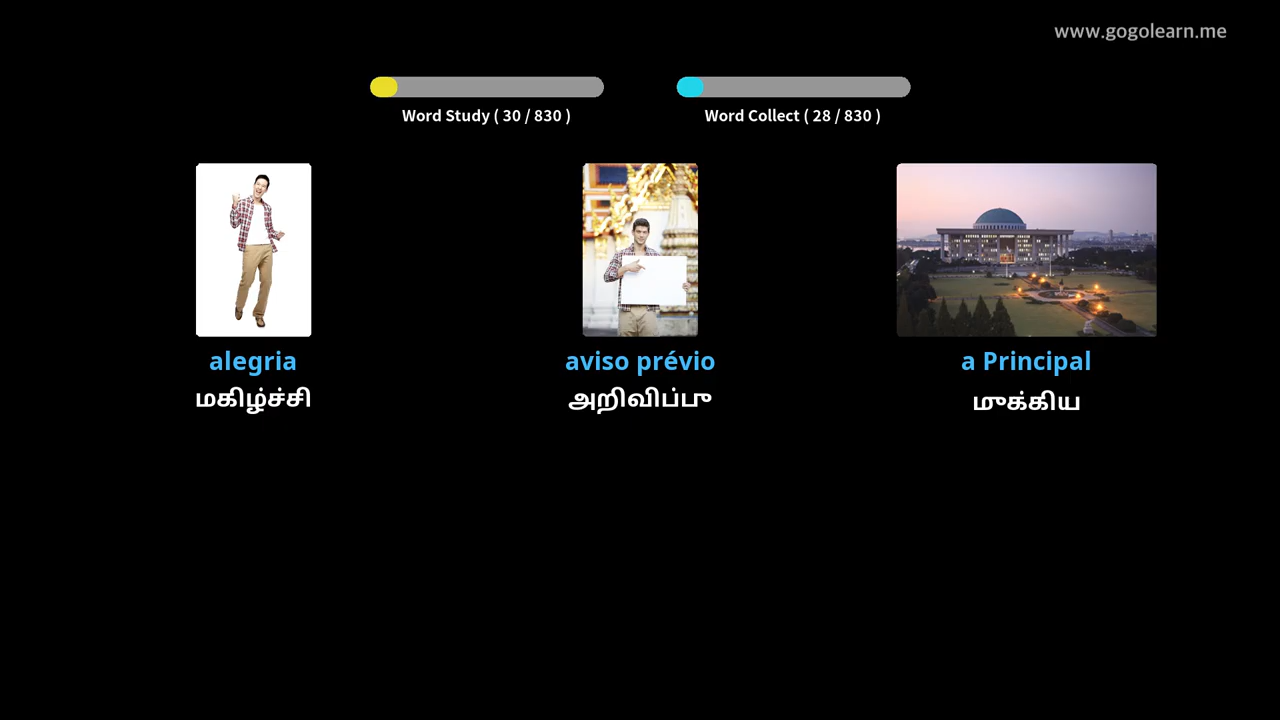 www.gogolearn.me
Word Study ( 30 / 830 )
Word Collect ( 28 / 830 )
alegria
aviso prévio
a Principal
மகிழ்ச்சி
அறிவிப்பு
முக்கிய